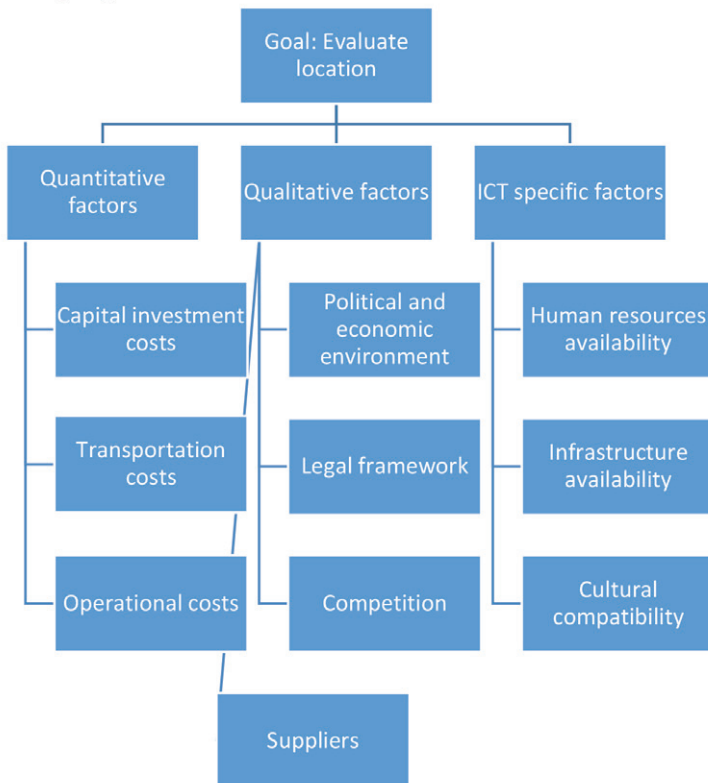 Goal: Evaluate
location
Quantitative
factors
Qualitative factors
ICT specific factors
Capital investment
costs
Political and
economic
environment
Human resources
availability
Transportation
costs
Legal framework
Infrastructure
availability
Operational costs
Competition
Cultural
compatibility
Suppliers